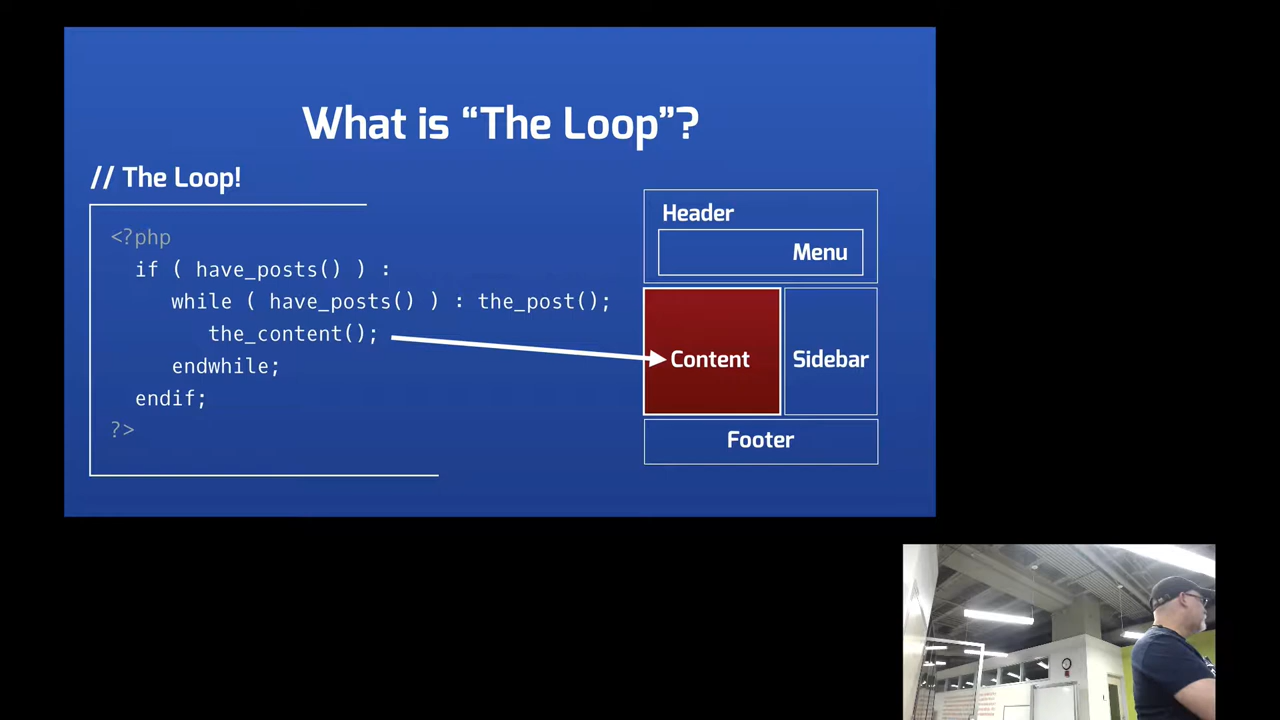 What is “The Loop”?
// The Loop!
<?php
if ( have_posts() ) :
while ( have_posts() ) : the_post();
the_content();
endwhile;
endif;
?>
Header
Menu
Content
Sidebar
Footer